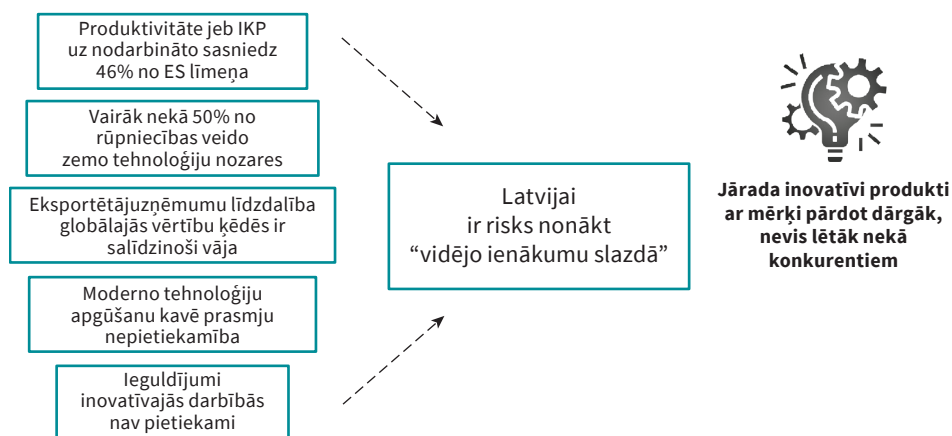 Produktivitāte jeb IKP
uz nodarbināto sasniedz
46% no ES līmeņa
Vairāk nekā 50% no
rūpniecības veido
zemo tehnoloģiju nozares
Eksportētājuzņēmumu līdzdalība
globālajās vērtību ķēdēs ir
salīdzinoši vāja
Moderno tehnoloģiju
apgūšanu kavē prasmju
nepietiekamība
Ieguldījumi
inovatīvajās darbībās
nav pietiekami
Latvijai
ir risks nonākt
“vidējo ienākumu slazdā”
Jārada inovatīvi produkti
ar mērķi pārdot dārgāk,
nevis lētāk nekā
konkurentiem